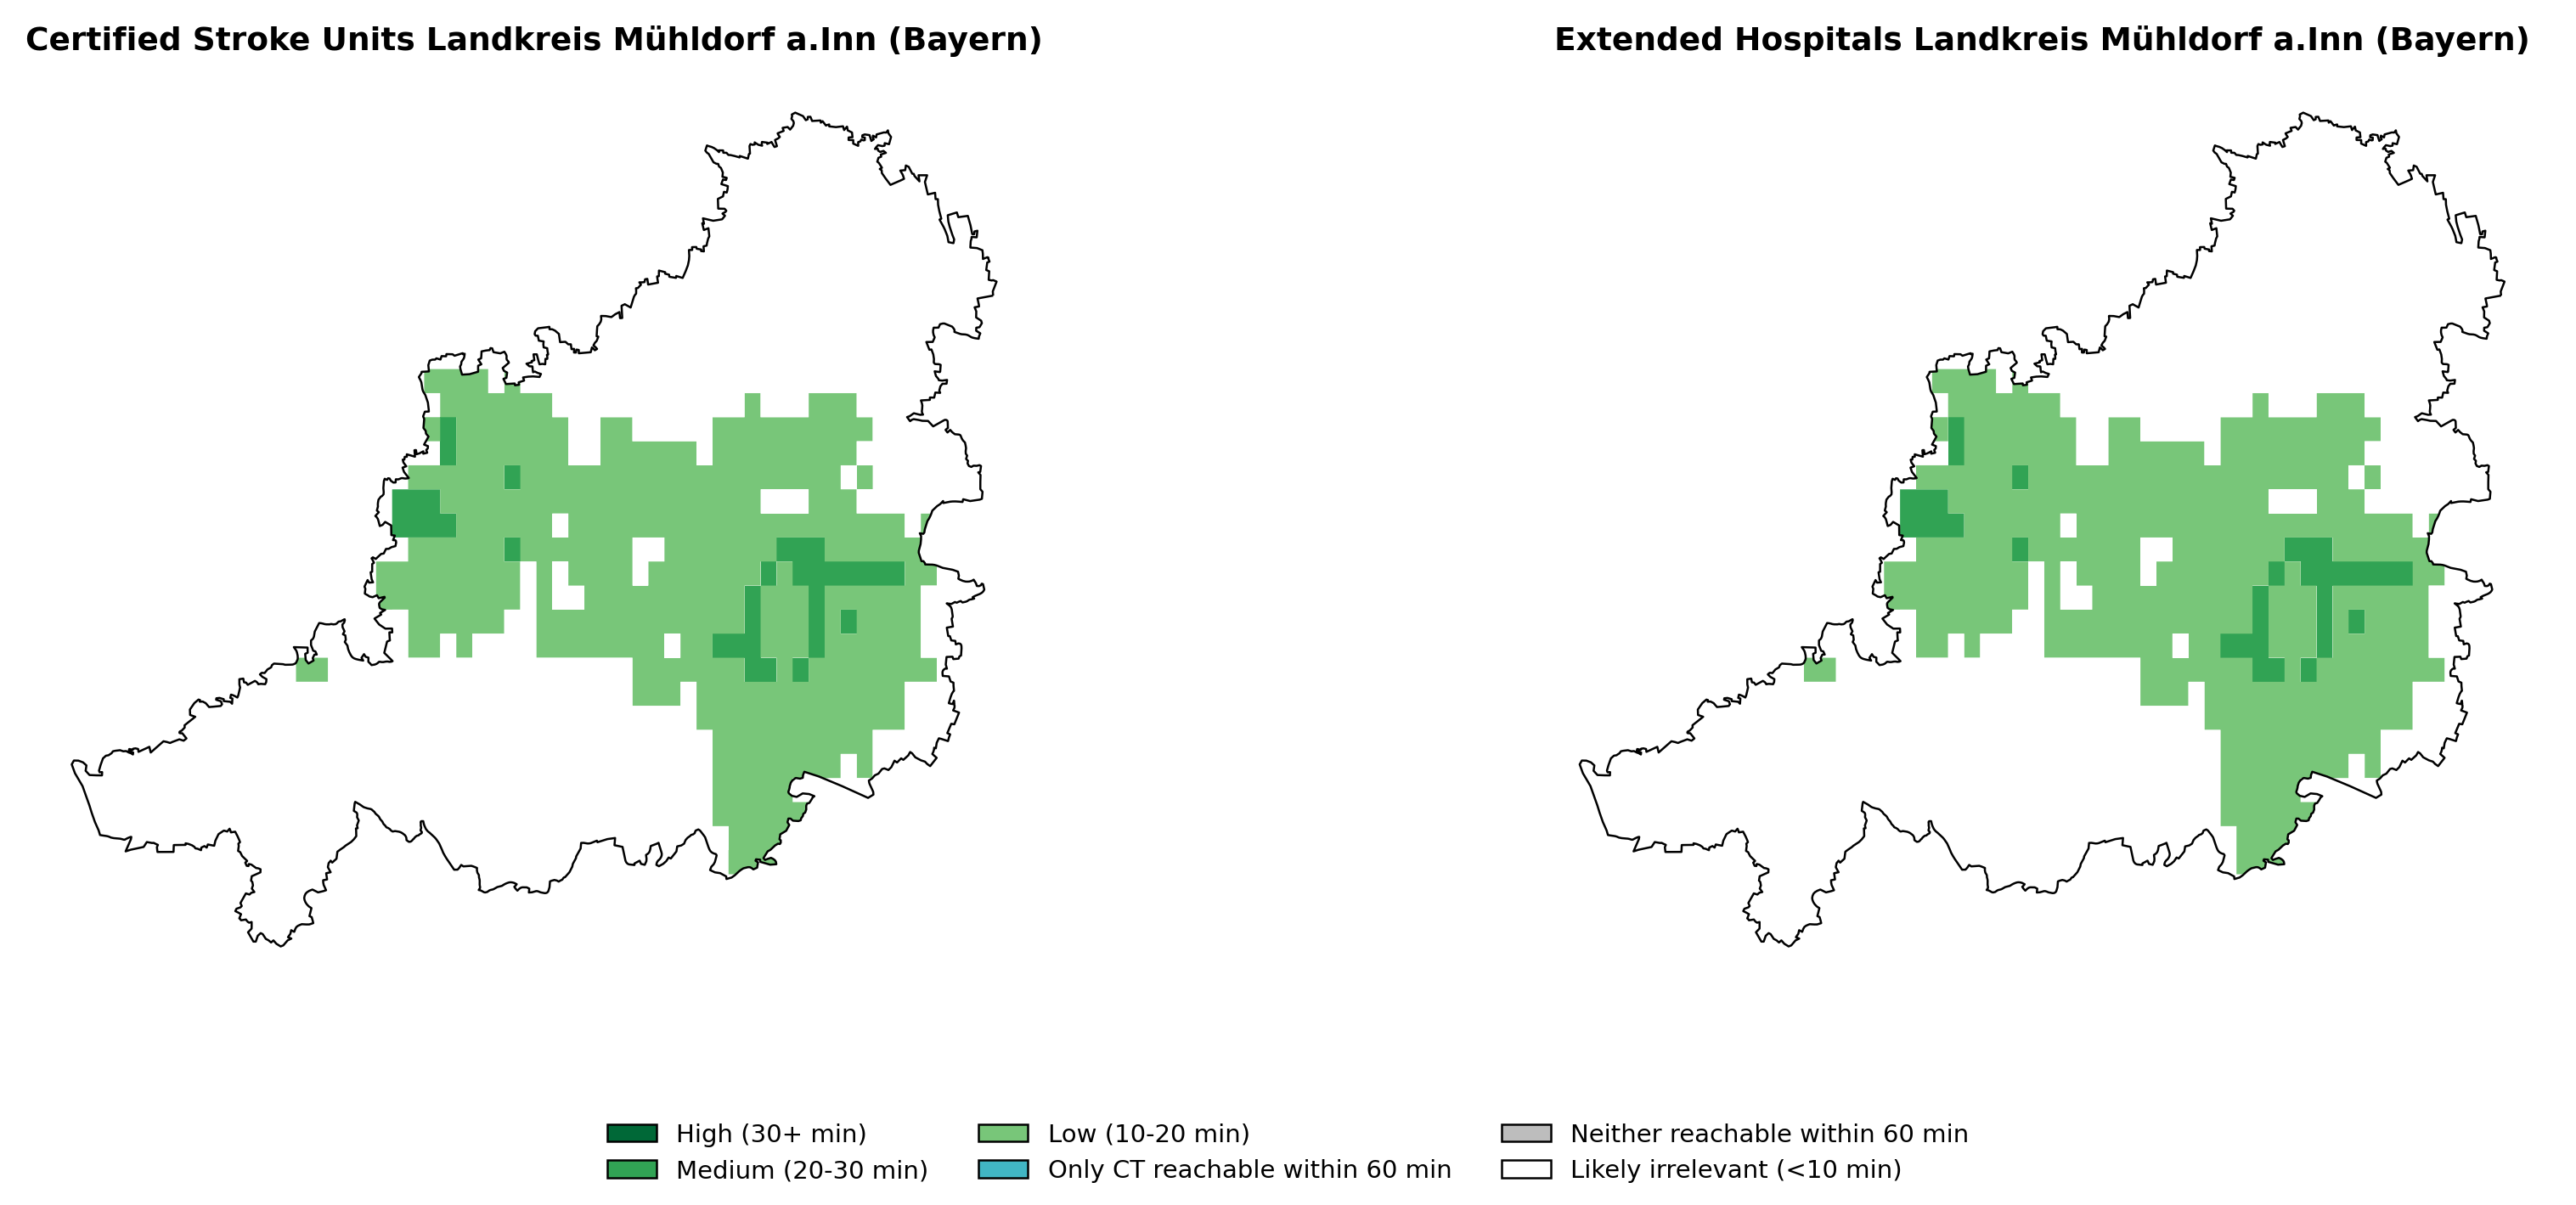 Certified Stroke Units Landkreis Mühldorf a.Inn (Bayern)
Extended Hospitals Landkreis Mühldorf a.Inn (Bayern)
High (30+ min)
Medium (20-30 min)
Low (10-20 min)
Only CT reachable within 60 min
Neither reachable within 60 min
Likely irrelevant (<10 min)